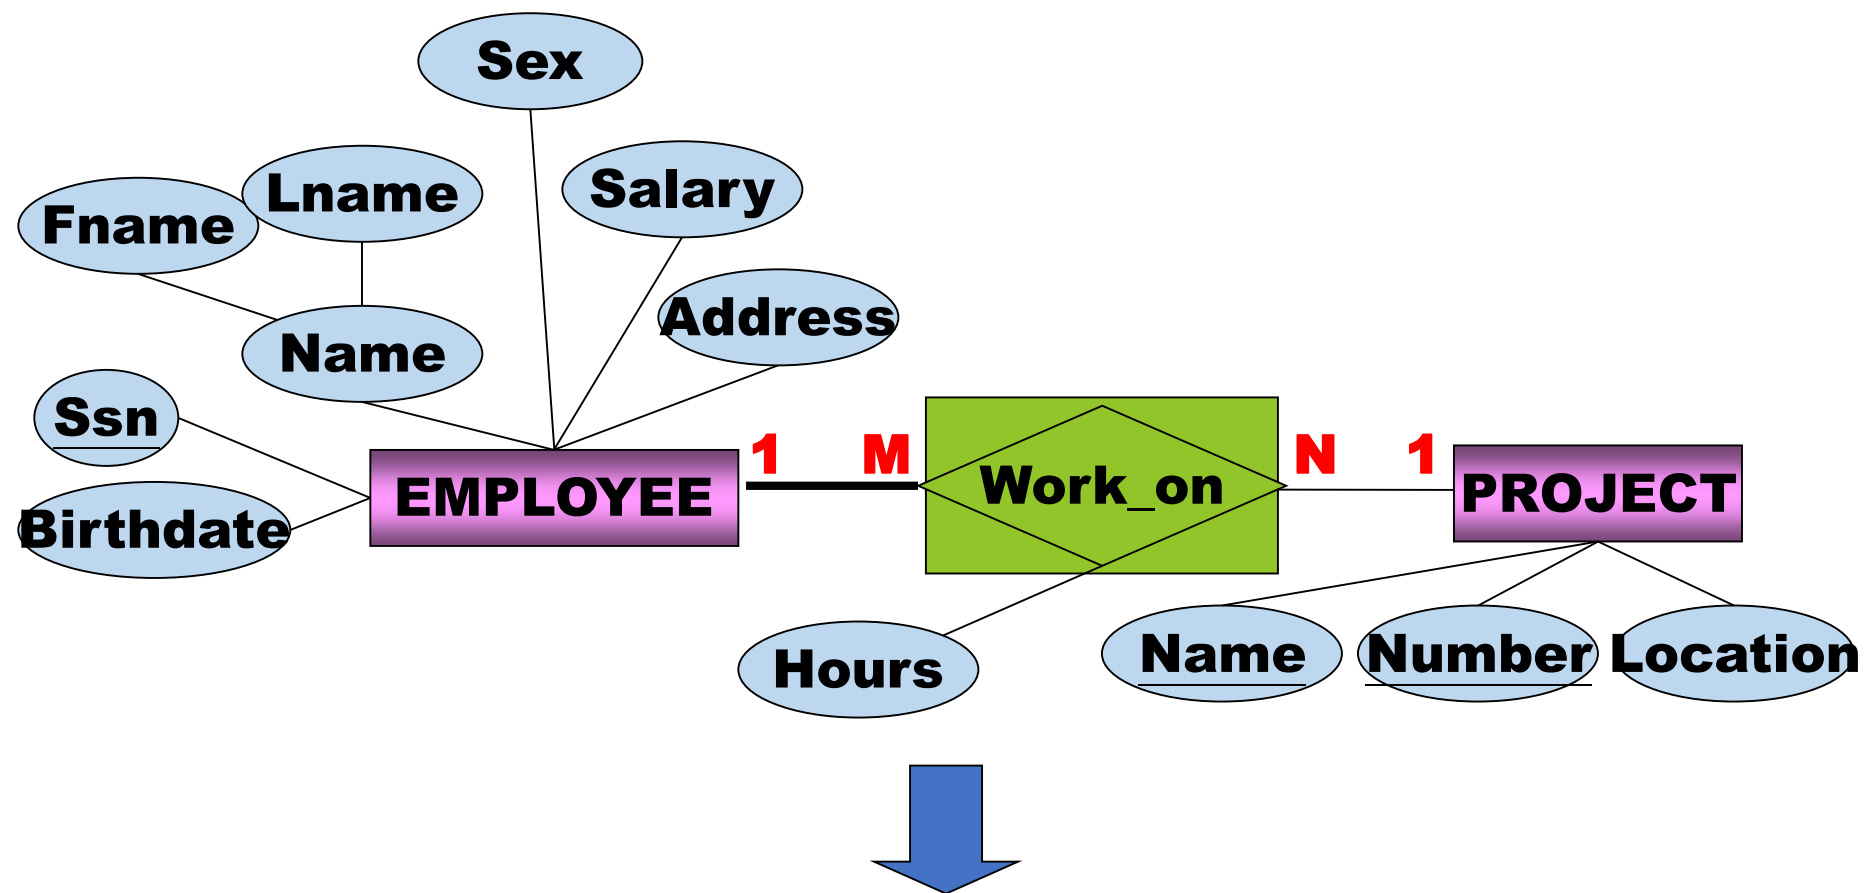 Sex
Lname
Salary
Fname
Address
Name
Ssn
1 M
N 1
Work_on
EMPLOYEE
PROJECT
Birthdate
Name
Number
Location
Hours